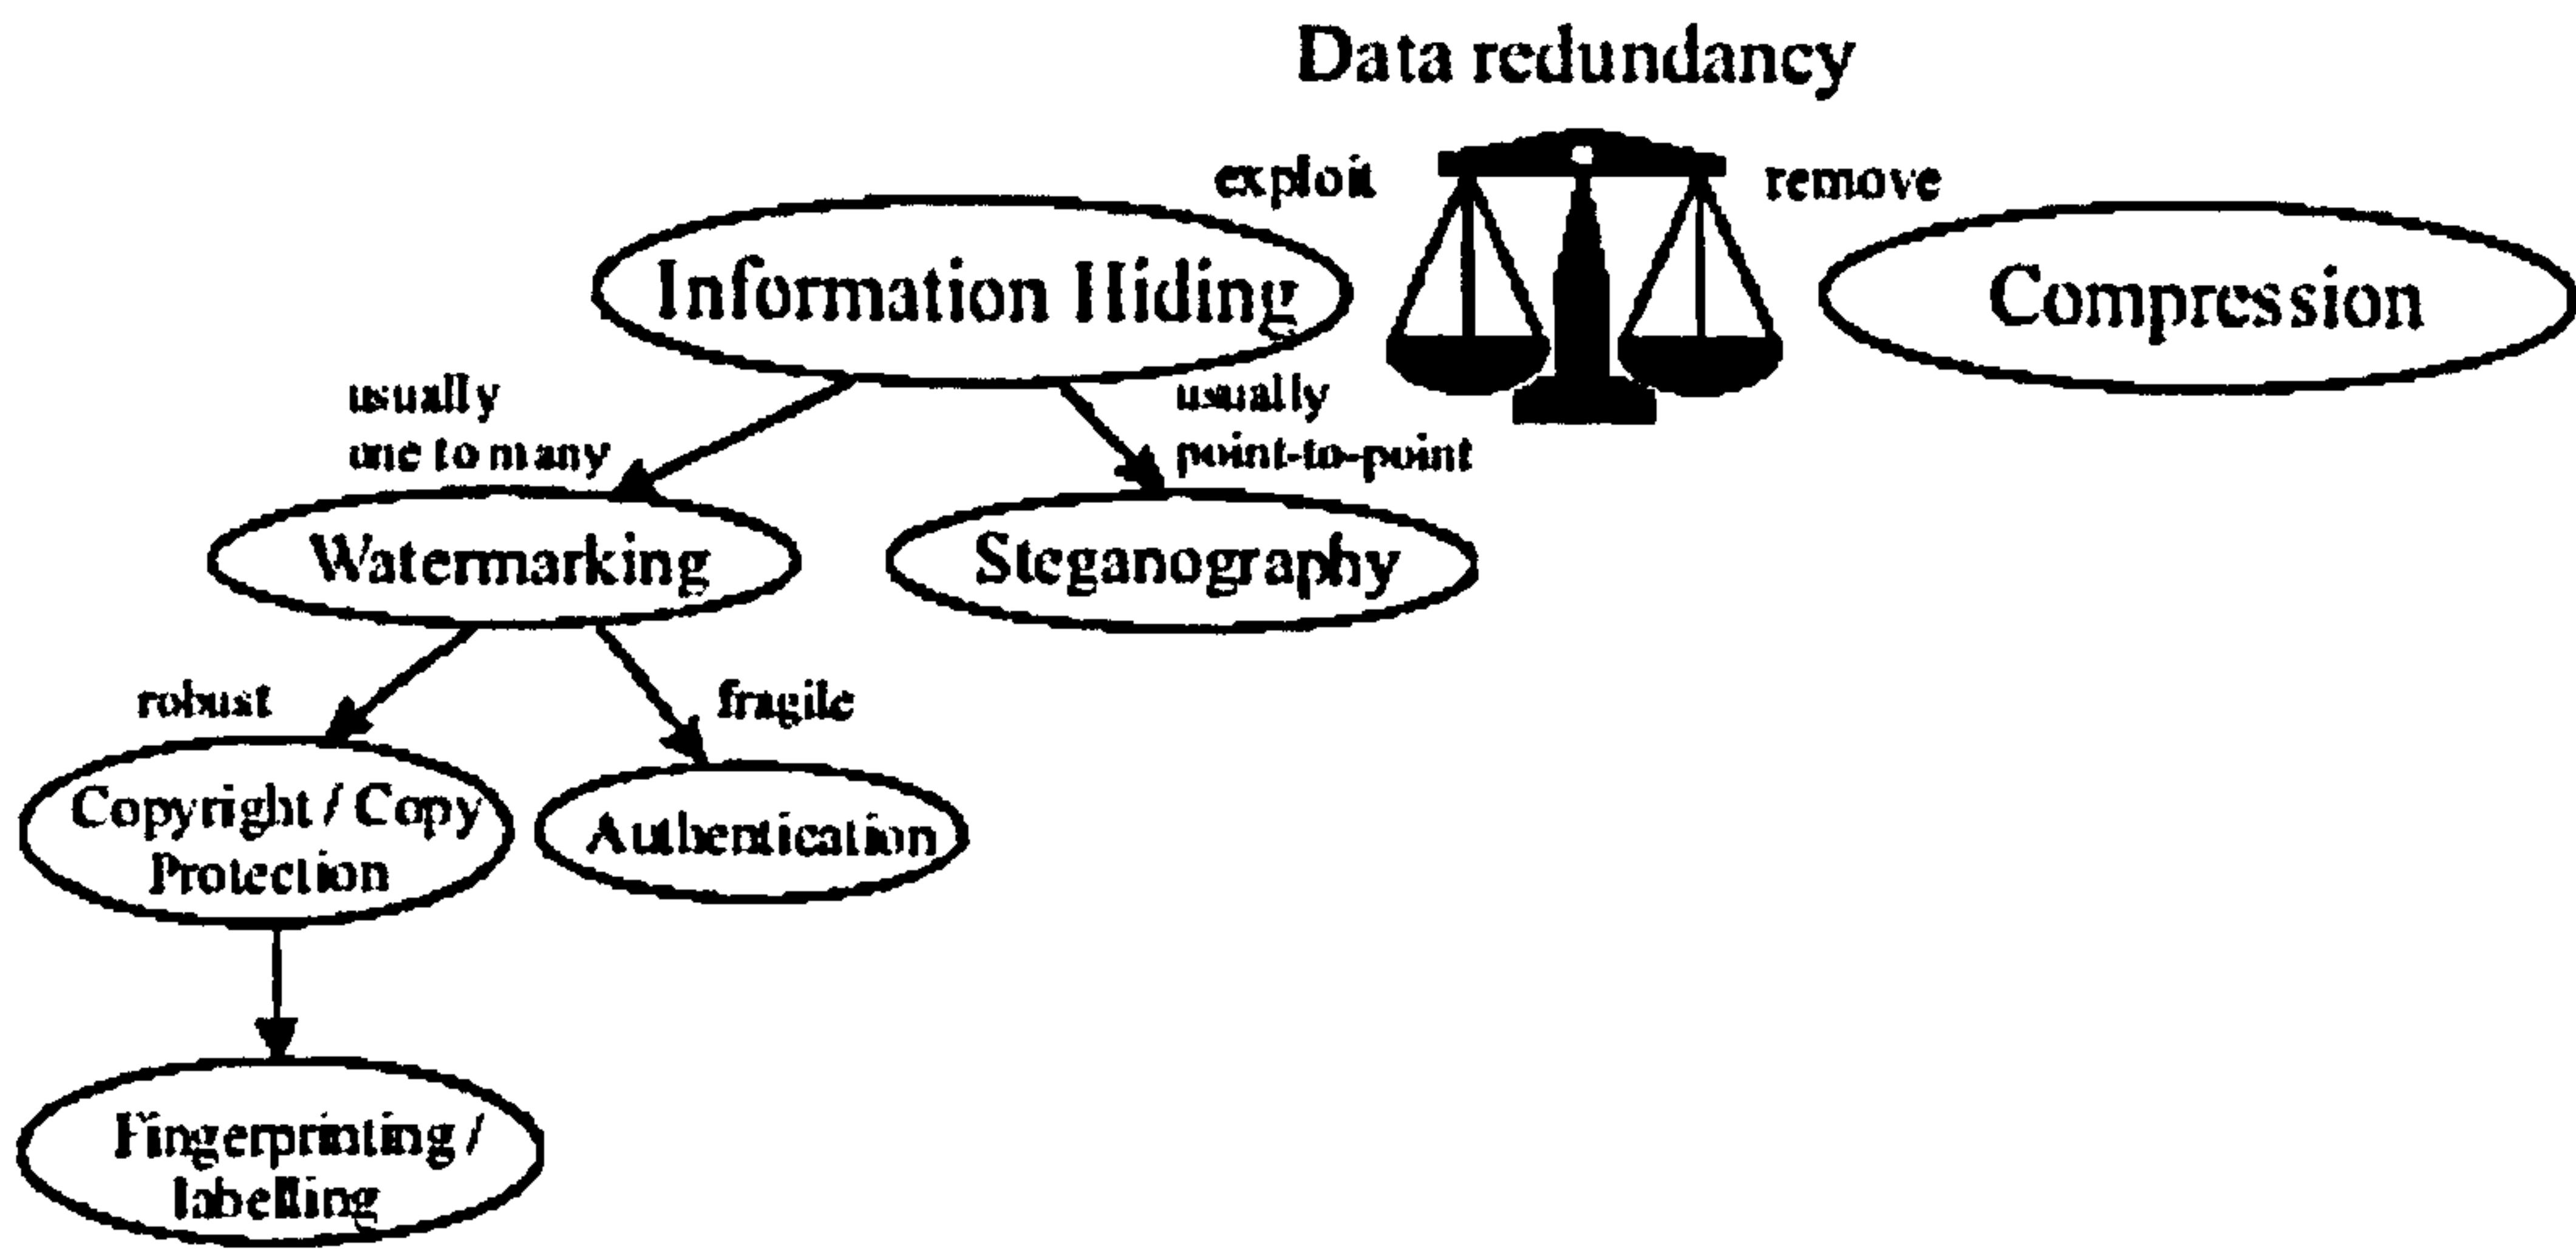 Data redundancy
exploit
remove
Information Hiding
Compression
usually
one to many
usually
point-to-point
Watermarking
Steganography
robust
fragile
Copyright / Copy
Protection
Authentication
Fingerprinting /
labelling